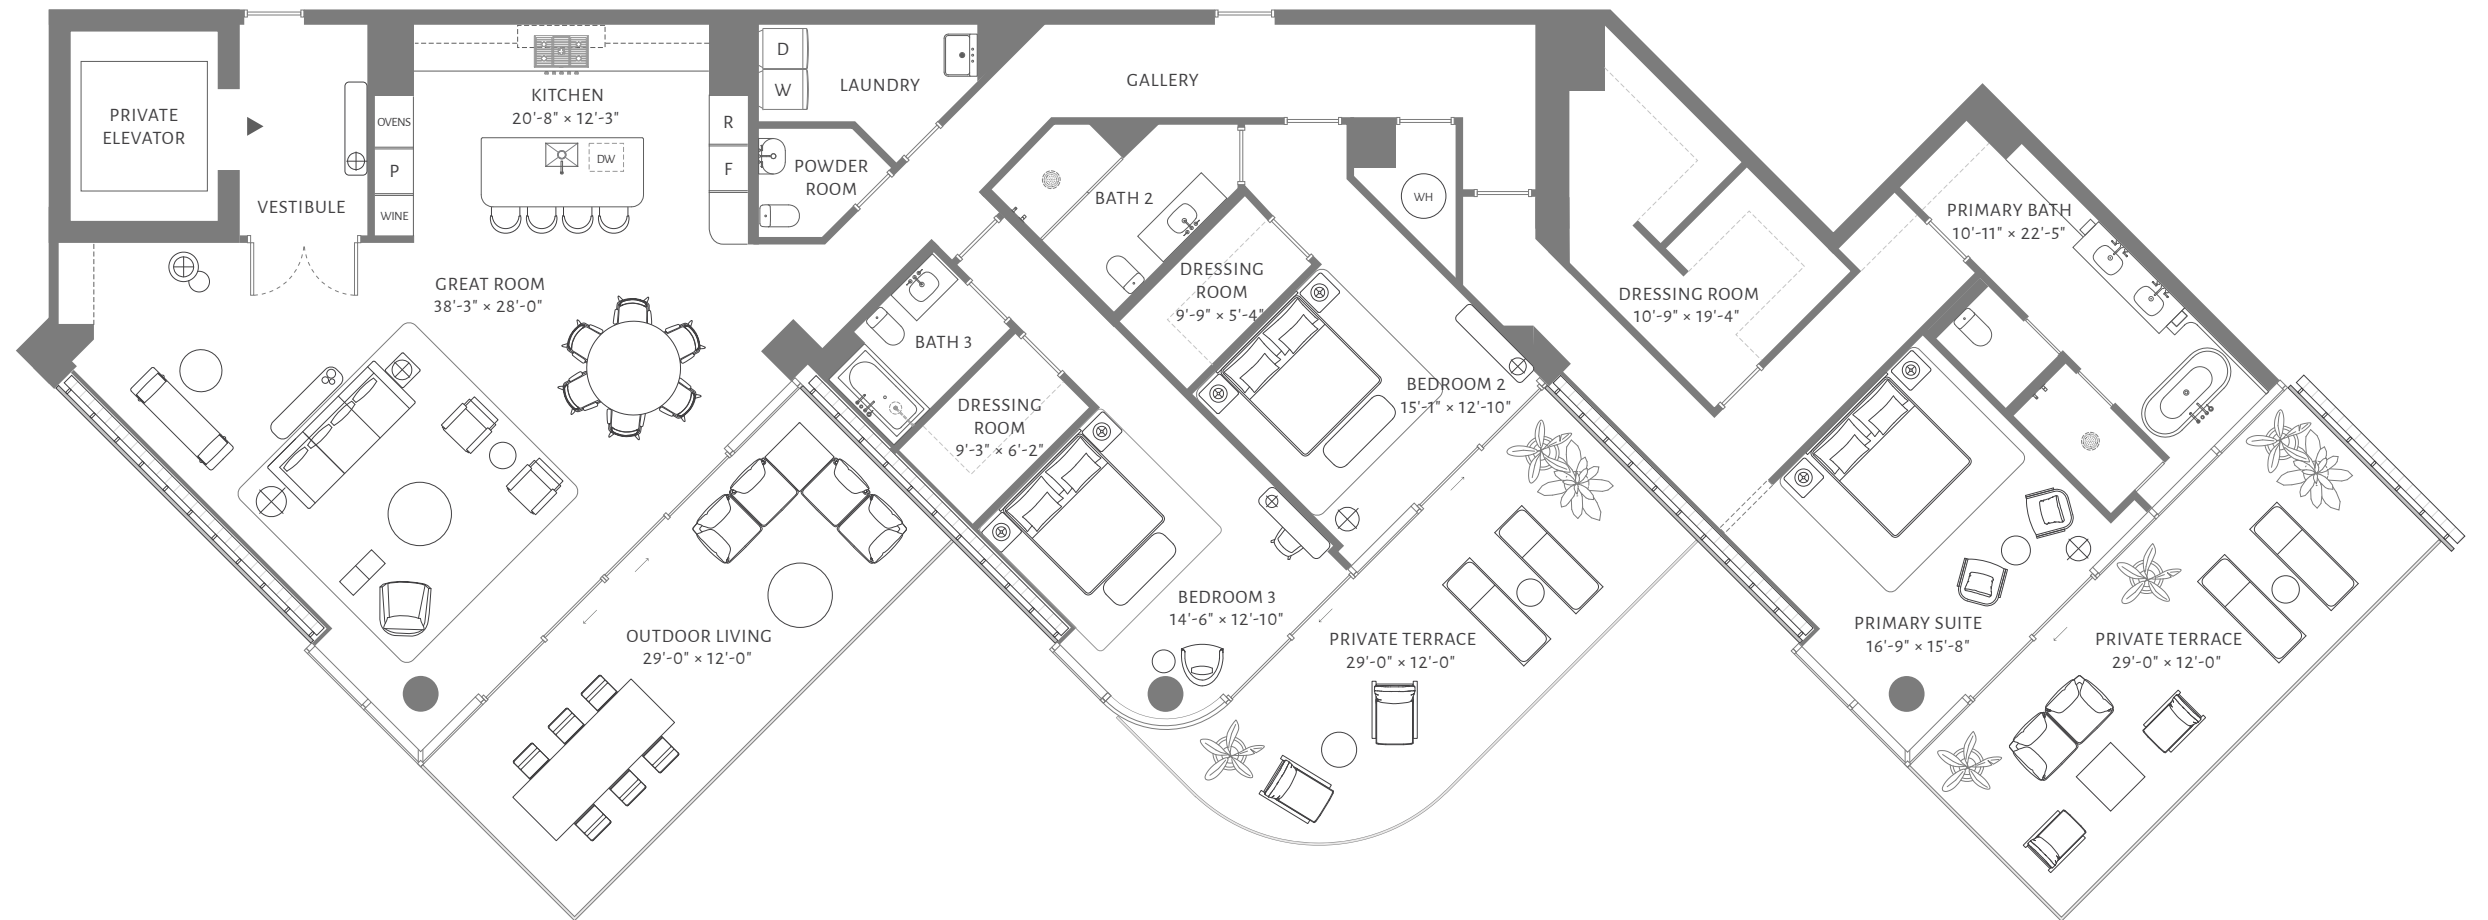 PRIVATE
ELEVATOR
VESTIBULE
OVENS
P
WINE
KITCHEN
20'-8" × 12'-3"
DW
R
F
D
W
LAUNDRY
POWDER
ROOM
GALLERY
GREAT ROOM
38'-3" × 28'-0"
OUTDOOR LIVING
29'-0" × 12'-0"
BATH 2
WH
DRESSING
ROOM
9'-9" × 5'-4"
BATH 3
DRESSING
ROOM
9'-3" × 6'-2"
BEDROOM 2
15'-1" × 12'-10"
BEDROOM 3
14'-6" × 12'-10"
PRIVATE TERRACE
29'-0" × 12'-0"
DRESSING ROOM
10'-9" × 19'-4"
PRIMARY BATH
10'-11" × 22'-5"
PRIMARY SUITE
16'-9" × 15'-8"
PRIVATE TERRACE
29'-0" × 12'-0"